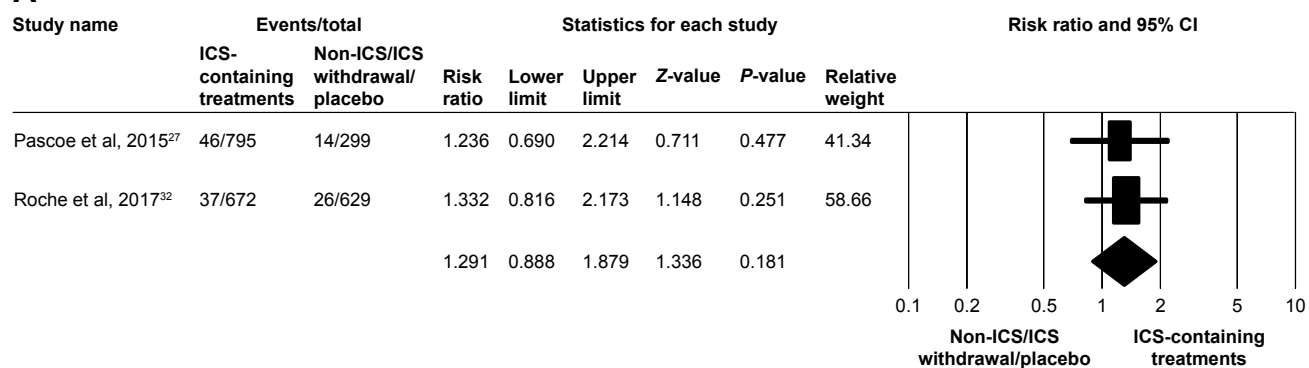 A
Study name Events/total Statistics for each study Risk ratio and 95% CI
ICS-containing treatments Non-ICS/ICS withdrawal/placebo Risk ratio Lower limit Upper limit Z-value P-value Relative weight
Pascoe et al, 201527 46/795 14/299 1.236 0.690 2.214 0.711 0.477 41.34
Roche et al, 201732 37/672 26/629 1.332 0.816 2.173 1.148 0.251 58.66
1.291 0.888 1.879 1.336 0.181
0.1 0.2 0.5 1 2 5 10
Non-ICS/ICS ICS-containing
withdrawal/placebo treatments